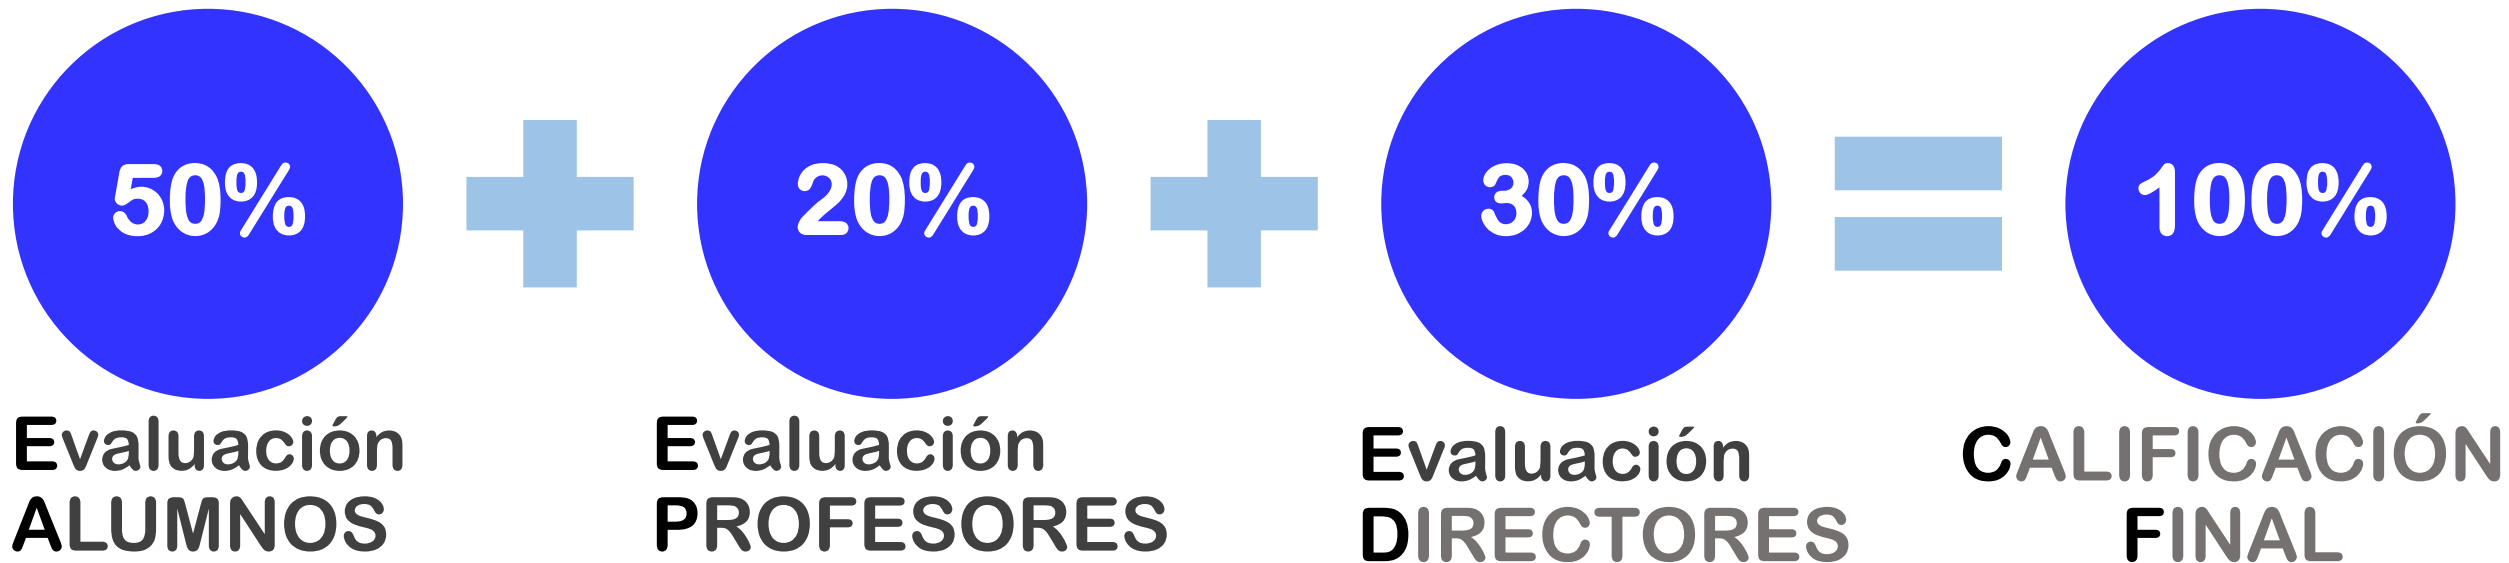 50%
20%
30%
100%
Evaluación
ALUMNOS
Evaluación
PROFESORES
Evaluación
DIRECTORES
CALIFICACIÓN
FINAL